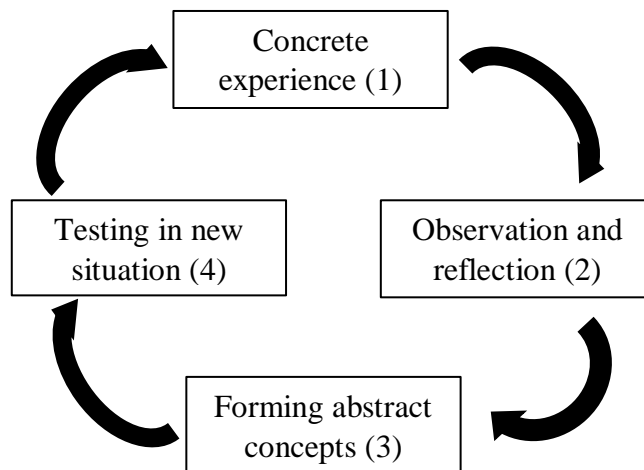 Concrete
experience (1)
Observation and
reflection (2)
Forming abstract
concepts (3)
Testing in new
situation (4)